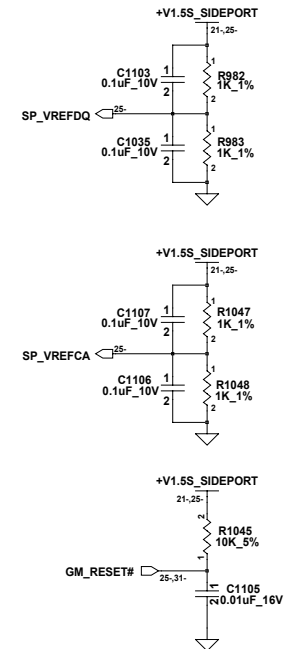 +V1.5S_SIDEPORT
21-,25-
C1103
0.1uF_10V
1
2
1
R982
1K_1%
2
SP_VREFDQ
25-
C1035
0.1uF_10V
1
2
1
R983
1K_1%
2
+V1.5S_SIDEPORT
21-,25-
C1107
0.1uF_10V
1
2
1
R1047
1K_1%
2
SP_VREFCA
25-
C1106
0.1uF_10V
1
2
1
R1048
1K_1%
2
+V1.5S_SIDEPORT
21-,25-
2
R1045
10K_5%
1
GM_RESET#
25-,31-
1
C1105
2
0.01uF_16V